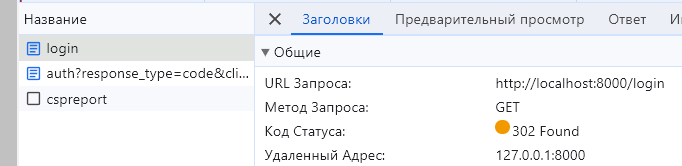 Название
login
auth?response_type=code&cli...
cspreport
Заголовки Предварительный просмотр Ответ
Общие
URL Запроса: http://localhost:8000/login
Метод Запроса: GET
Код Статуса: 302 Found
Удаленный Адрес: 127.0.0.1:8000